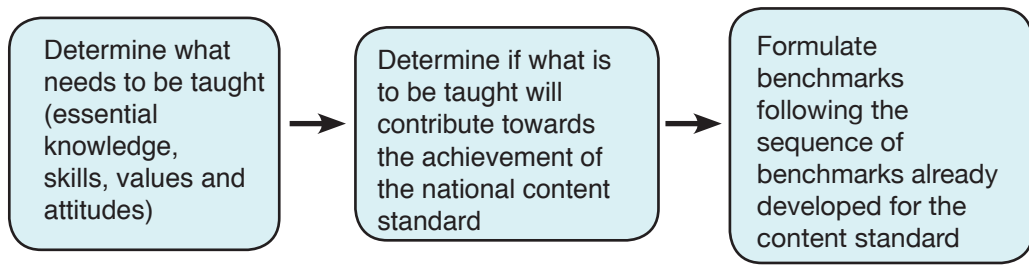 Determine what
needs to be taught
(essential
knowledge,
skills, values and
attitudes)
Determine if what is
to be taught will
contribute towards
the achievement of
the national content
standard
Formulate
benchmarks
following the
sequence of
benchmarks already
developed for the
content standard